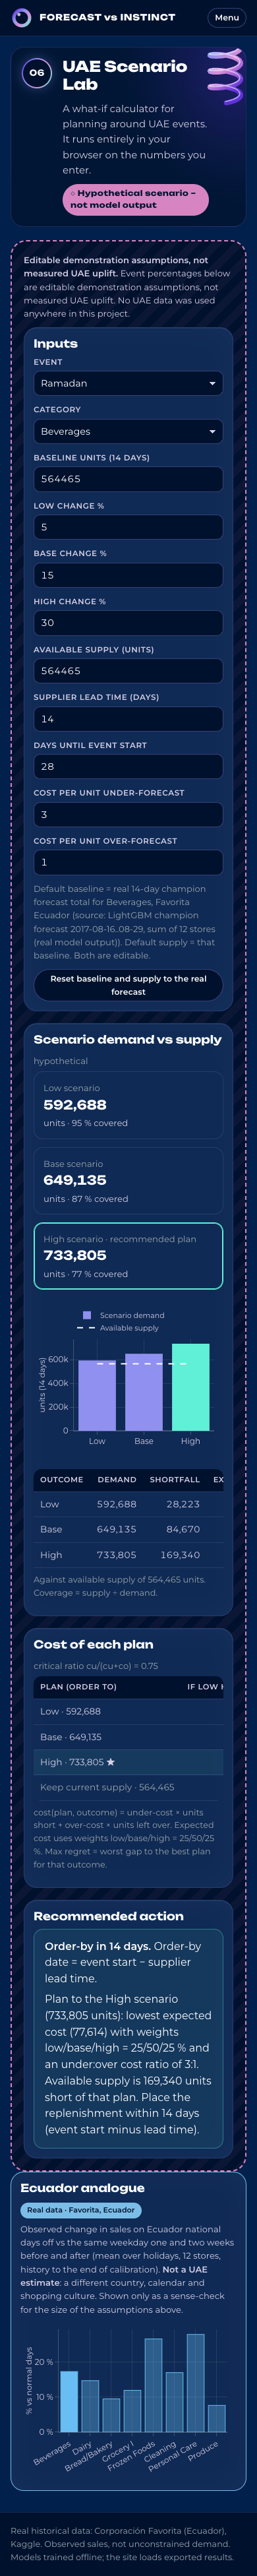 FORECAST vs INSTINCT
Menu
06
UAE Scenario
Lab
A what-if calculator for
planning around UAE events.
It runs entirely in your
browser on the numbers you
enter.
Hypothetical scenario –
not model output
Editable demonstration assumptions, not
measured UAE uplift. Event percentages below
are editable demonstration assumptions, not
measured UAE uplift. No UAE data was used
anywhere in this project.
Inputs
EVENT
Ramadan
CATEGORY
Beverages
BASELINE UNITS (14 DAYS)
564465
LOW CHANGE %
5
BASE CHANGE %
15
HIGH CHANGE %
30
AVAILABLE SUPPLY (UNITS)
564465
SUPPLIER LEAD TIME (DAYS)
14
DAYS UNTIL EVENT START
28
COST PER UNIT UNDER-FORECAST
3
COST PER UNIT OVER-FORECAST
1
Default baseline = real 14-day champion
forecast total for Beverages, Favorita
Ecuador (source: LightGBM champion
forecast 2017-08-16..08-29, sum of 12 stores
(real model output)). Default supply = that
baseline. Both are editable.
Reset baseline and supply to the real
forecast
Scenario demand vs supply
hypothetical
Low scenario
592,688
units · 95 % covered
Base scenario
649,135
units · 87 % covered
High scenario · recommended plan
733,805
units · 77 % covered
Scenario demand
Available supply
units (14 days)
600k
400k
200k
0
Low Base High
OUTCOME DEMAND SHORTFALL EX
Low 592,688 28,223
Base 649,135 84,670
High 733,805 169,340
Against available supply of 564,465 units.
Coverage = supply ÷ demand.
Cost of each plan
critical ratio cu/(cu+co) = 0.75
PLAN (ORDER TO) IF LOW
Low · 592,688
Base · 649,135
High · 733,805 ★
Keep current supply · 564,465
cost(plan, outcome) = under-cost × units
short + over-cost × units left over. Expected
cost uses weights low/base/high = 25/50/25
%. Max regret = worst gap to the best plan
for that outcome.
Recommended action
Order-by in 14 days. Order-by
date = event start − supplier
lead time.
Plan to the High scenario
(733,805 units): lowest expected
cost (77,614) with weights
low/base/high = 25/50/25 % and
an under:over cost ratio of 3:1.
Available supply is 169,340 units
short of that plan. Place the
replenishment within 14 days
(event start minus lead time).
Ecuador analogue
Real data · Favorita, Ecuador
Observed change in sales on Ecuador national
days off vs the same weekday one and two weeks
before and after (mean over holidays, 12 stores,
history to the end of calibration). Not a UAE
estimate: a different country, calendar and
shopping culture. Shown only as a sense-check
for the size of the assumptions above.
% vs normal days
20 %
10 %
0 %
Beverages
Dairy
Bread/Bakery
Grocery I
Frozen Foods
Cleaning
Personal Care
Produce
Real historical data: Corporación Favorita (Ecuador),
Kaggle. Observed sales, not unconstrained demand.
Models trained offline; the site loads exported results.